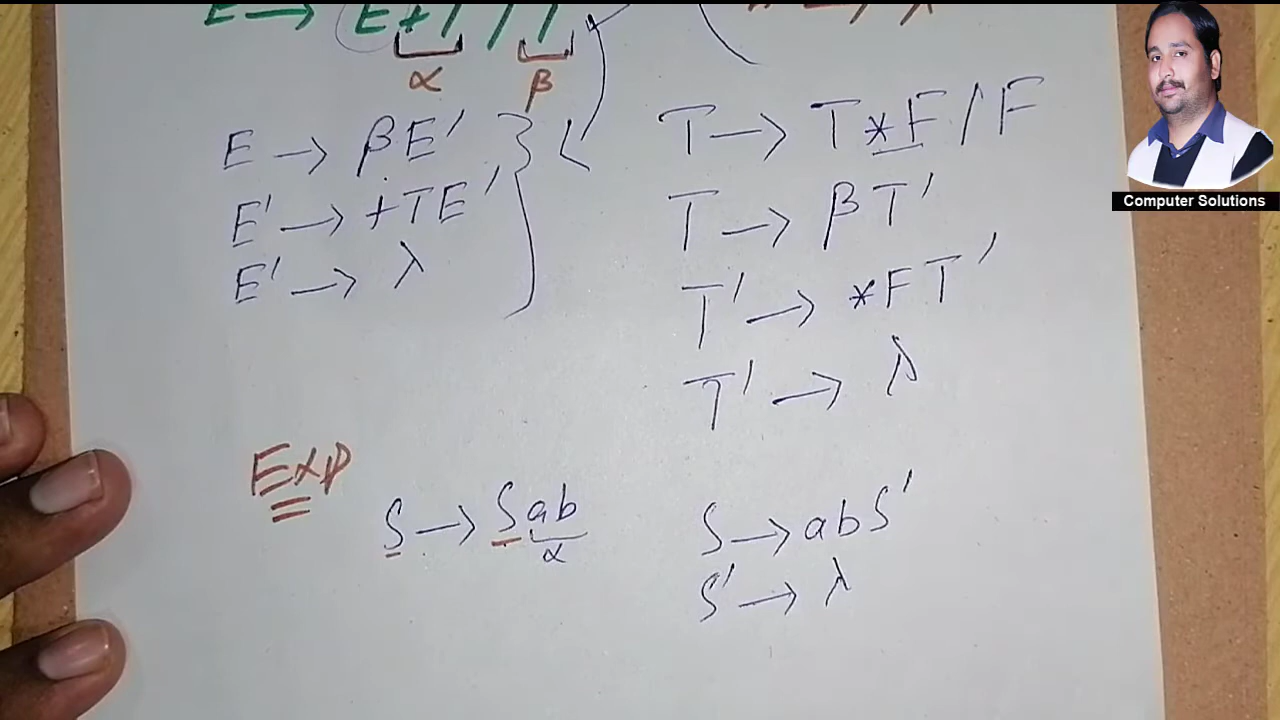 E → E+T / T
α β
E → βE' }
E' → +TE'
E' → λ
T → T*F / F
T → βT'
T' → *FT'
T' → λ
Exp
S → Sab
α
S → abS'
S' → λ
Computer Solutions